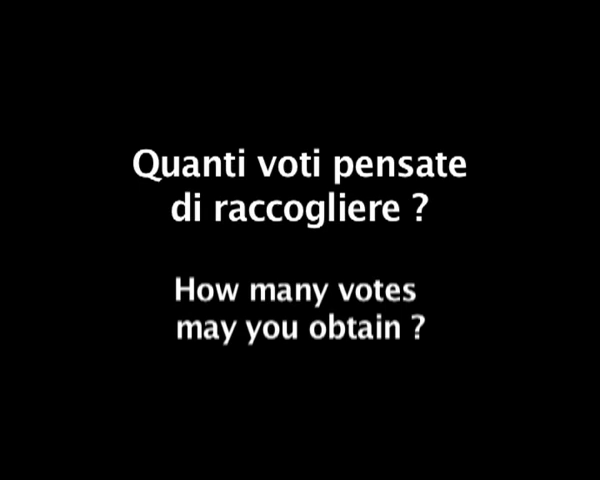 Quanti voti pensate
di raccogliere ?
How many votes
may you obtain ?